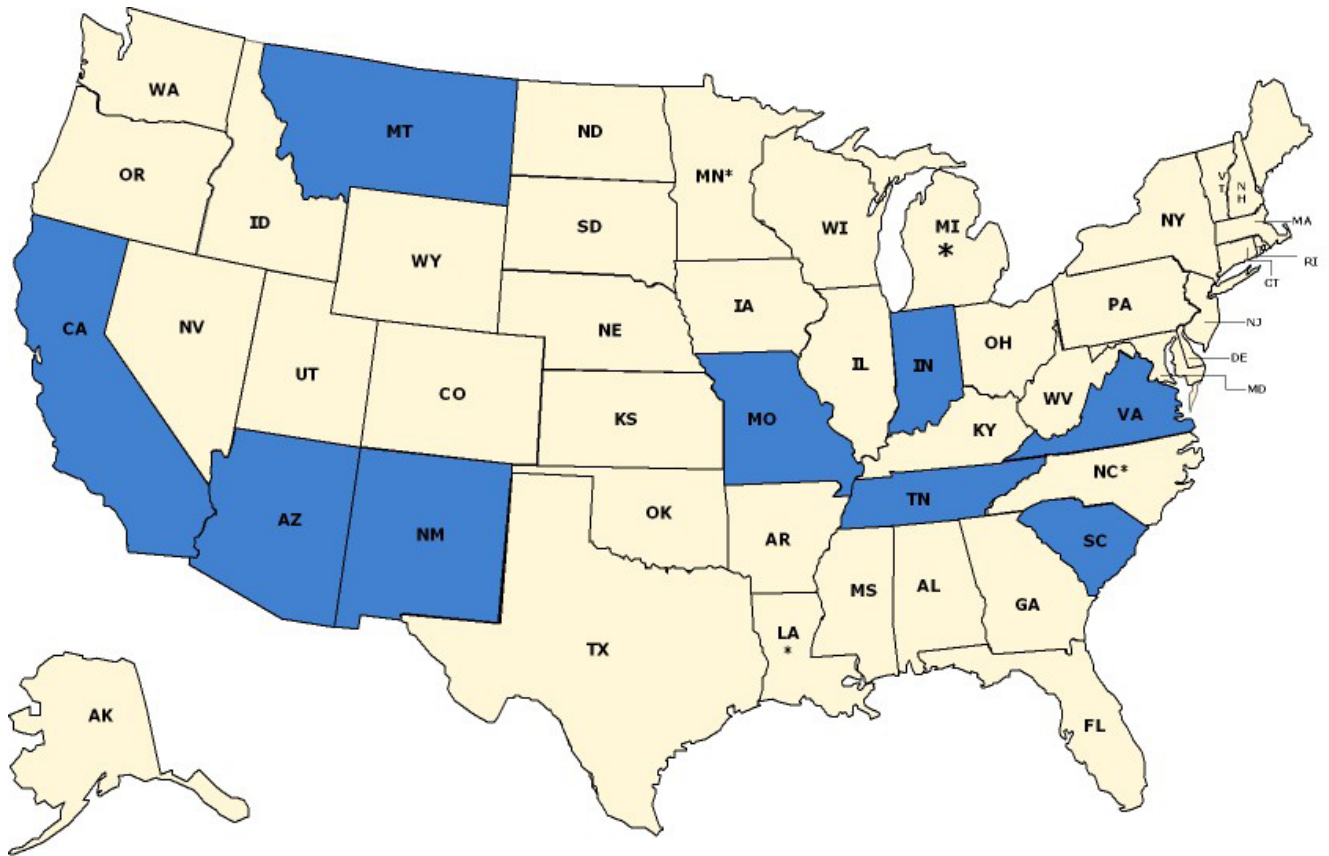 WA
MT
ND
MN*
OR
ID
SD
WI
MI
*
NY
V
T
N
H
MA
RI
CT
WY
IA
PA
NJ
CA
NV
NE
IL
IN
OH
DE
MD
UT
CO
KS
MO
WV
VA
KY
AZ
NM
OK
AR
TN
NC*
SC
MS
AL
GA
TX
LA
*
FL
AK